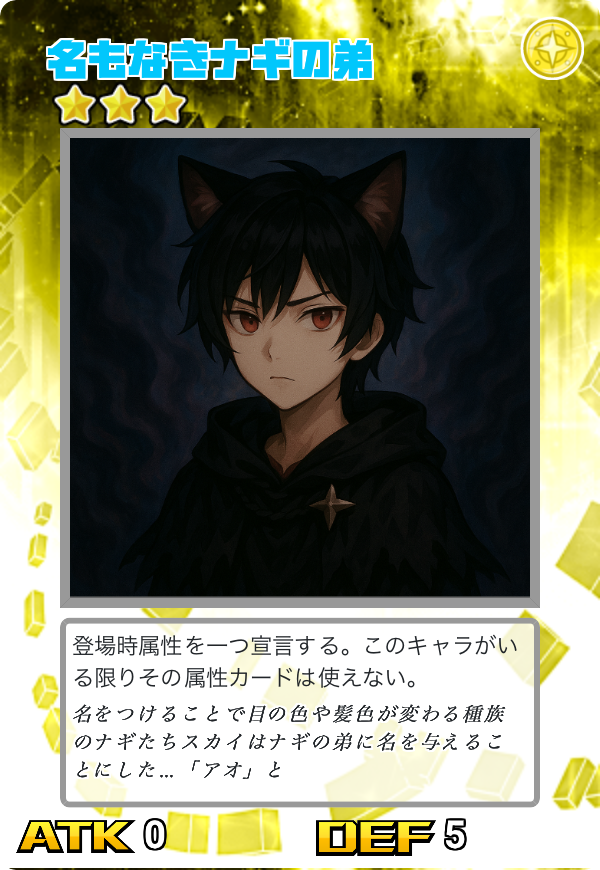 名もなきナギの弟
登場時属性を一つ宣言する。このキャラがい
る限りその属性カードは使えない。
名をつけることで目の色や髪色が変わる種族
のナギたちスカイはナギの弟に名を与えるこ
とにした...「アオ」と
ATK 0 DEF 5